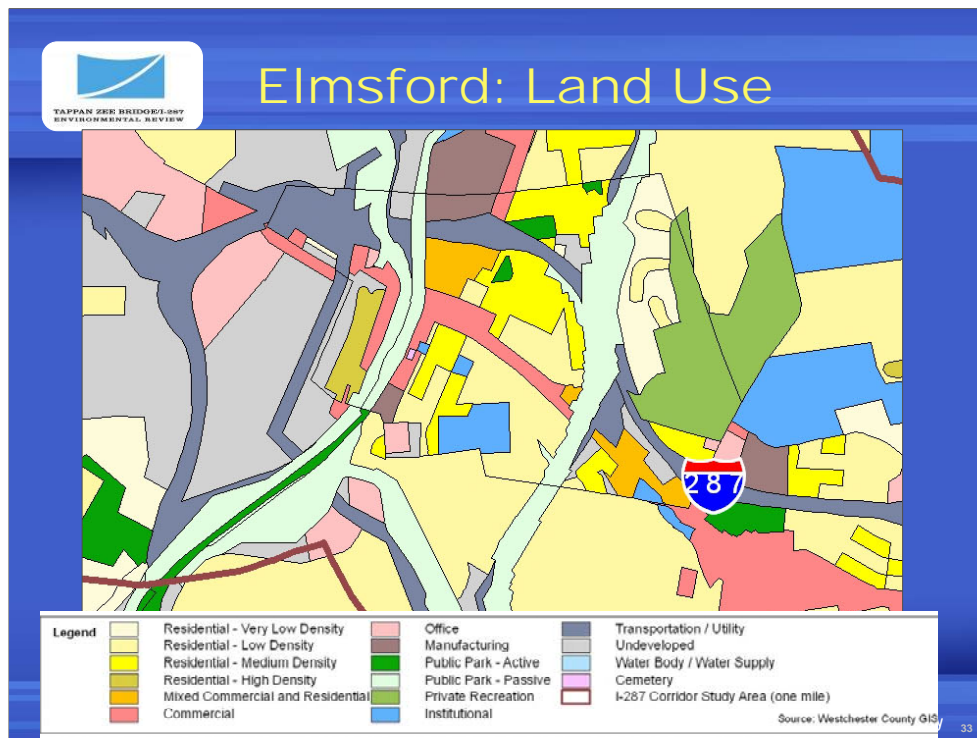 Elmsford: Land Use
TAPPAN ZEE BRIDGE/I-287
ENVIRONMENTAL REVIEW
287
Legend
Residential - Very Low Density
Residential - Low Density
Residential - Medium Density
Residential - High Density
Mixed Commercial and Residential
Commercial
Office
Manufacturing
Public Park - Active
Public Park - Passive
Private Recreation
Institutional
Transportation / Utility
Undeveloped
Water Body / Water Supply
Cemetery
I-287 Corridor Study Area (one mile)
Source: Westchester County GIS
33